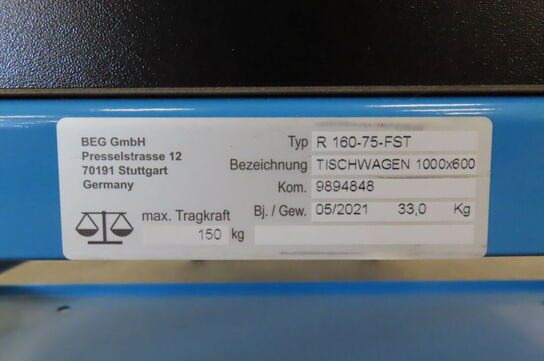 BEG GmbH
Presselstrasse 12
70191 Stuttgart
Germany
max. Tragkraft
150 kg
Typ R 160-75-FST
Bezeichnung TISCHWAGEN 1000x600
Kom. 9894848
Bj. / Gew. 05/2021 33,0 Kg